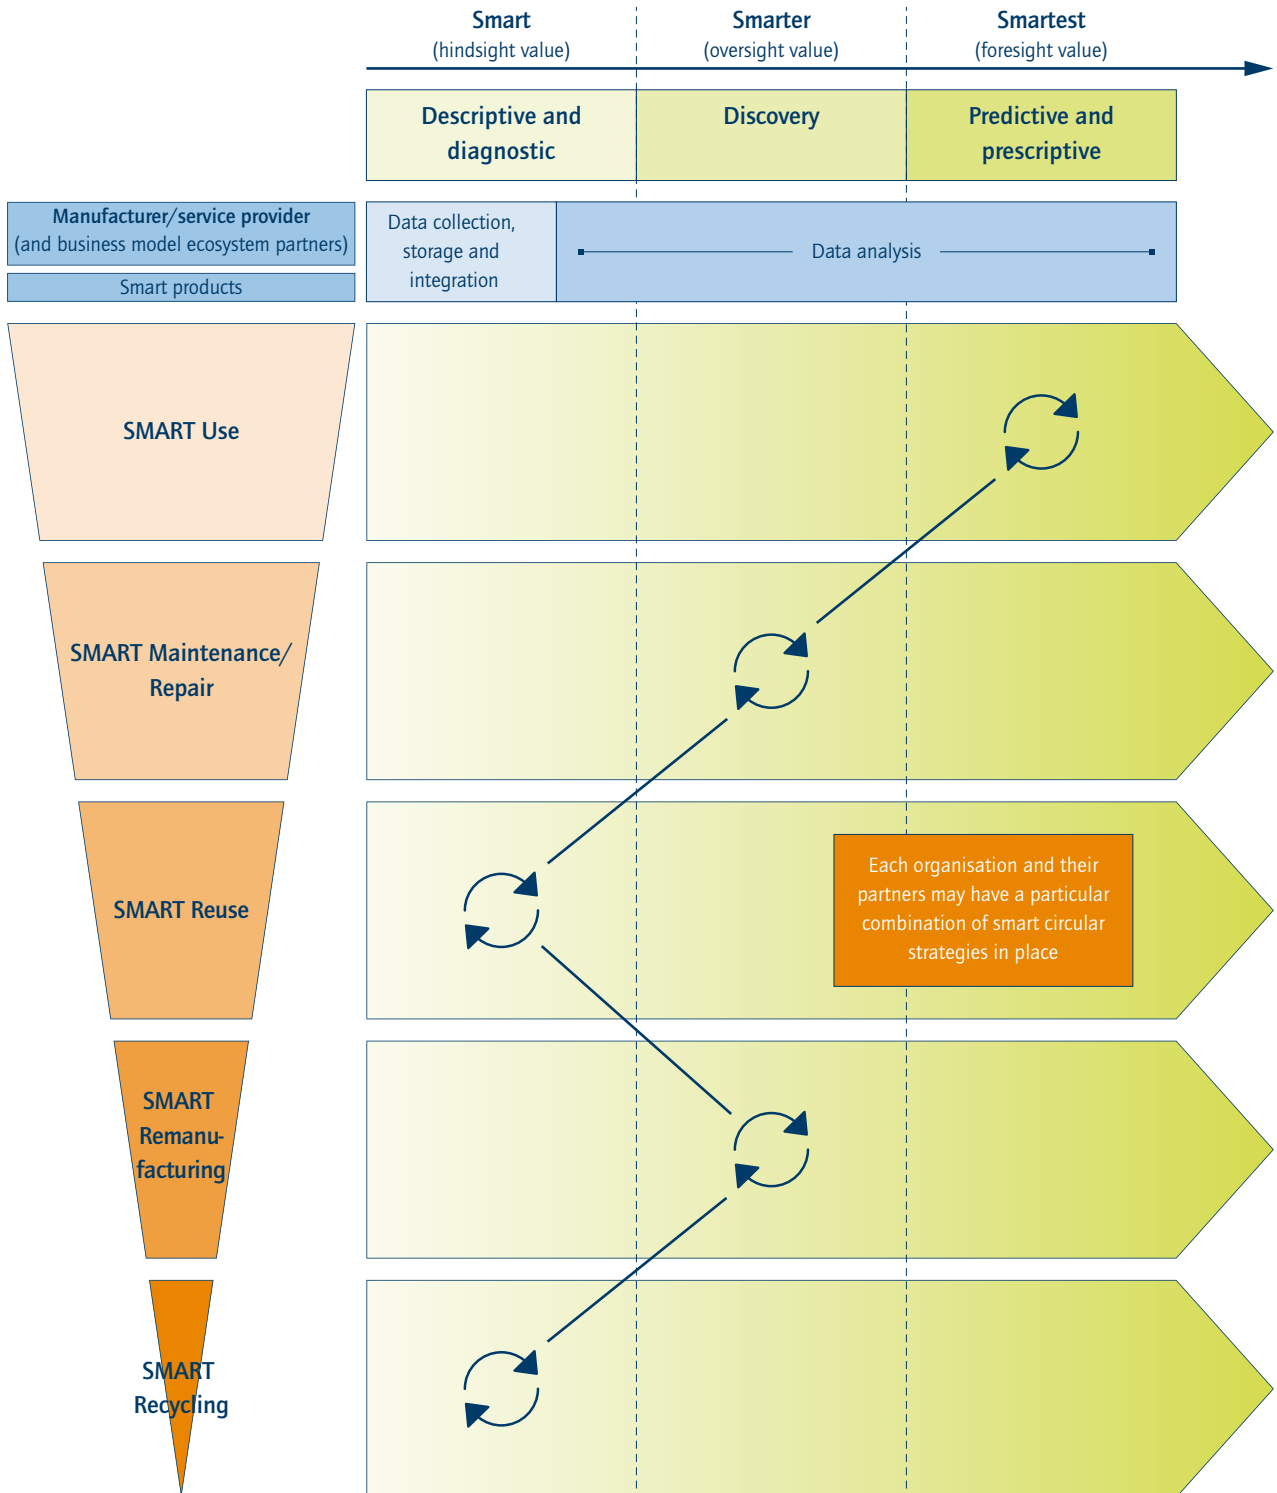 Smart
(hindsight value)
Smarter
(oversight value)
Smartest
(foresight value)
Descriptive and
diagnostic
Discovery
Predictive and
prescriptive
Manufacturer/service provider
(and business model ecosystem partners)
Smart products
Data collection,
storage and
integration
Data analysis
SMART Use
SMART Maintenance/
Repair
SMART Reuse
Each organisation and their
partners may have a particular
combination of smart circular
strategies in place
SMART
Remanu-
facturing
SMART
Recycling